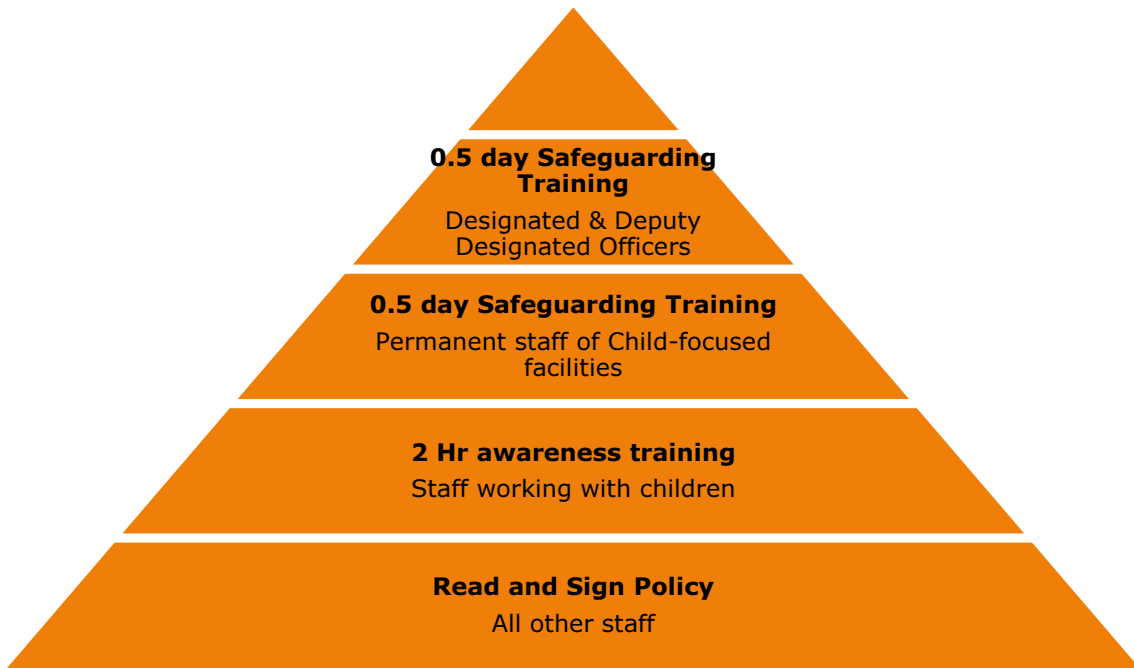 0.5 day Safeguarding
Training
Designated & Deputy
Designated Officers
0.5 day Safeguarding Training
Permanent staff of Child-focused
facilities
2 Hr awareness training
Staff working with children
Read and Sign Policy
All other staff